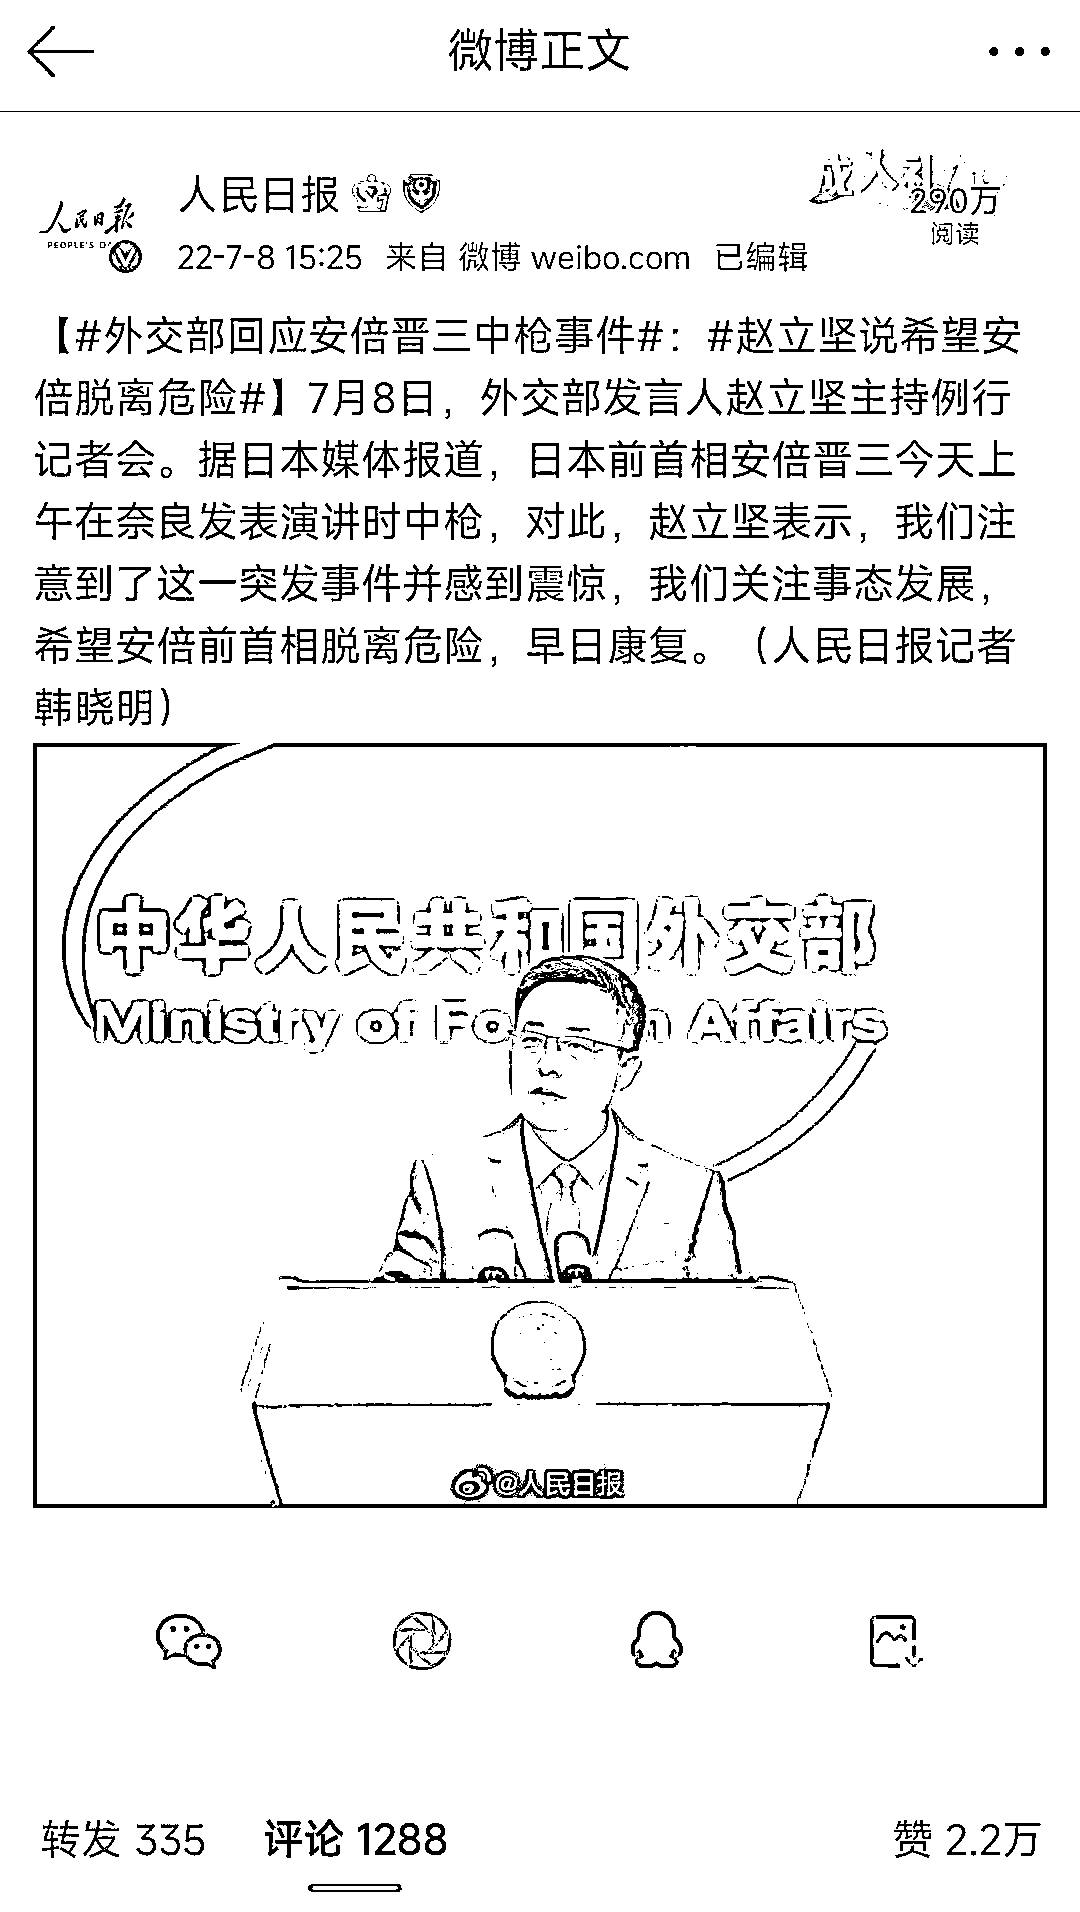 微博正文
人民日报
人民日报
PEOPLE'S D
290万
阅读
22-7-8 15:25 来自 微博 weibo.com 已编辑
【#外交部回应安倍晋三中枪事件#：#赵立坚说希望安
倍脱离危险#】7月8日，外交部发言人赵立坚主持例行
记者会。据日本媒体报道，日本前首相安倍晋三今天上
午在奈良发表演讲时中枪，对此，赵立坚表示，我们注
意到了这一突发事件并感到震惊，我们关注事态发展，
希望安倍前首相脱离危险，早日康复。（人民日报记者
韩晓明）
中华人民共和国外交部
Ministry of Fo n Affairs
@人民日报
转发 335 评论 1288 赞 2.2万